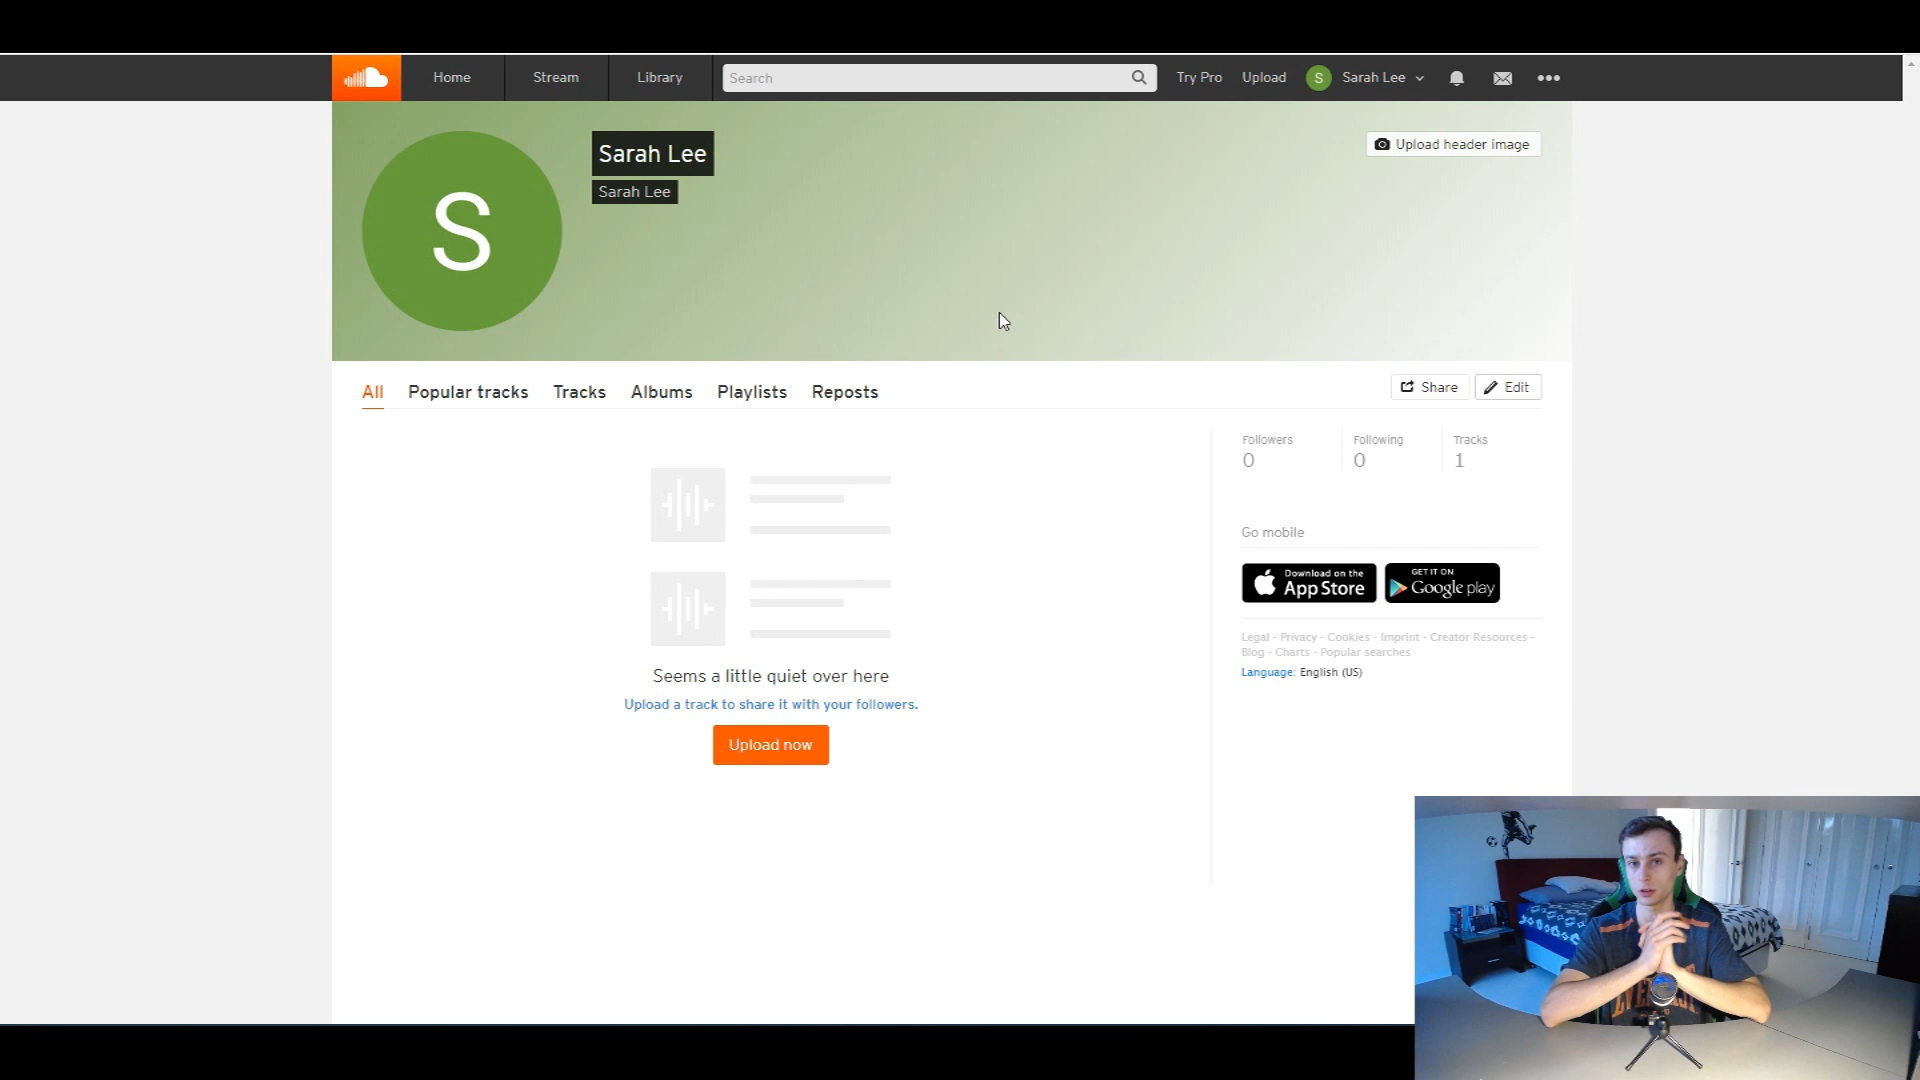 Home
Stream
Library
Search
Try Pro
Upload
S
Sarah Lee
S
Sarah Lee
Sarah Lee
Upload header image
All
Popular tracks
Tracks
Albums
Playlists
Reposts
Share
Edit
Followers
0
Following
0
Tracks
1
Go mobile
Download on the
App Store
GET IT ON
Google play
Legal - Privacy - Cookies - Imprint - Creator Resources -
Blog - Charts - Popular searches
Language: English (US)
Seems a little quiet over here
Upload a track to share it with your followers.
Upload now